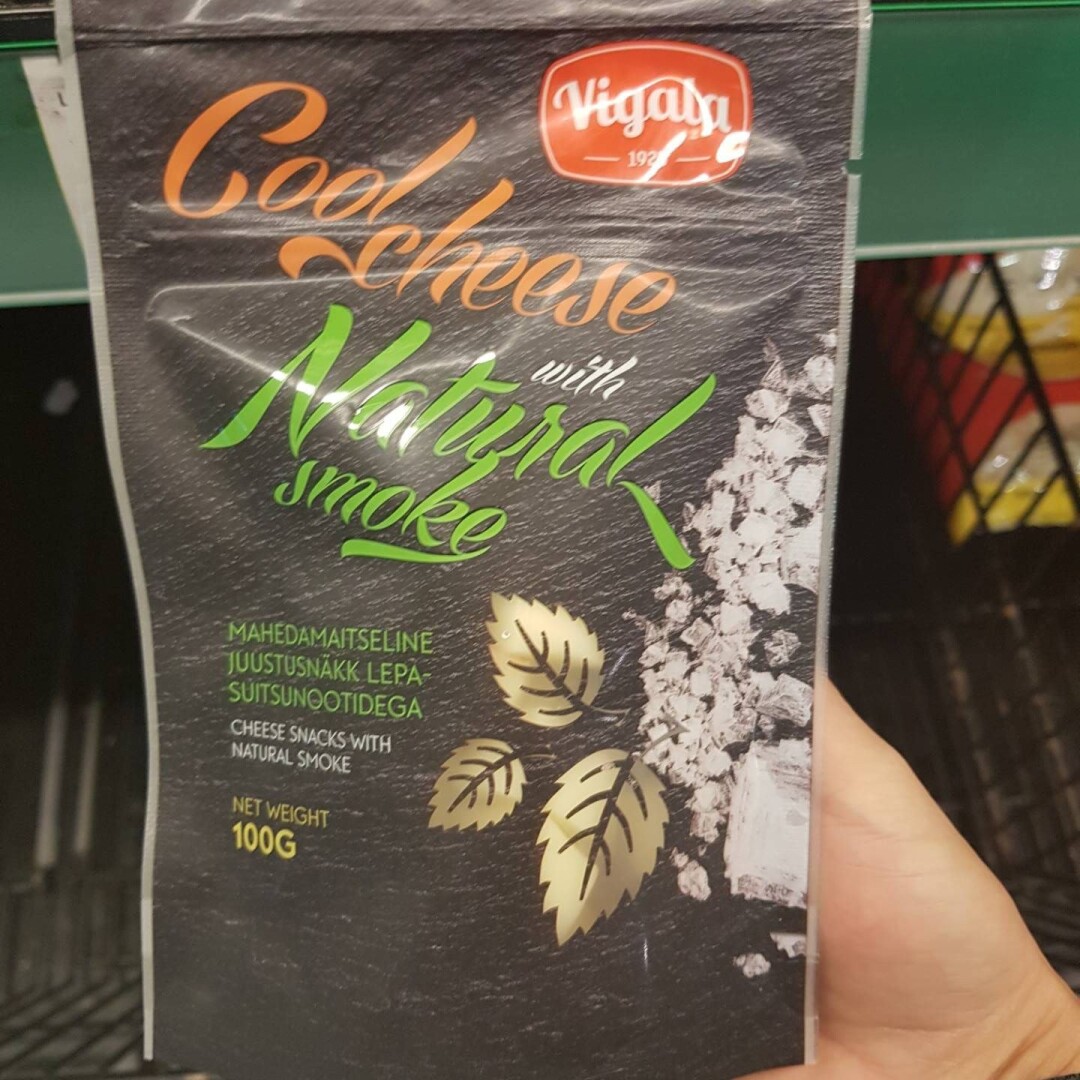 Vigala
Cool
cheese
with
Natural
smoke
MAHEDAMAITSELINE
JUUSTUSNÄKK LEPA-
SUITSUNOOTIDEGA
CHEESE SNACKS WITH
NATURAL SMOKE
NET WEIGHT
100G